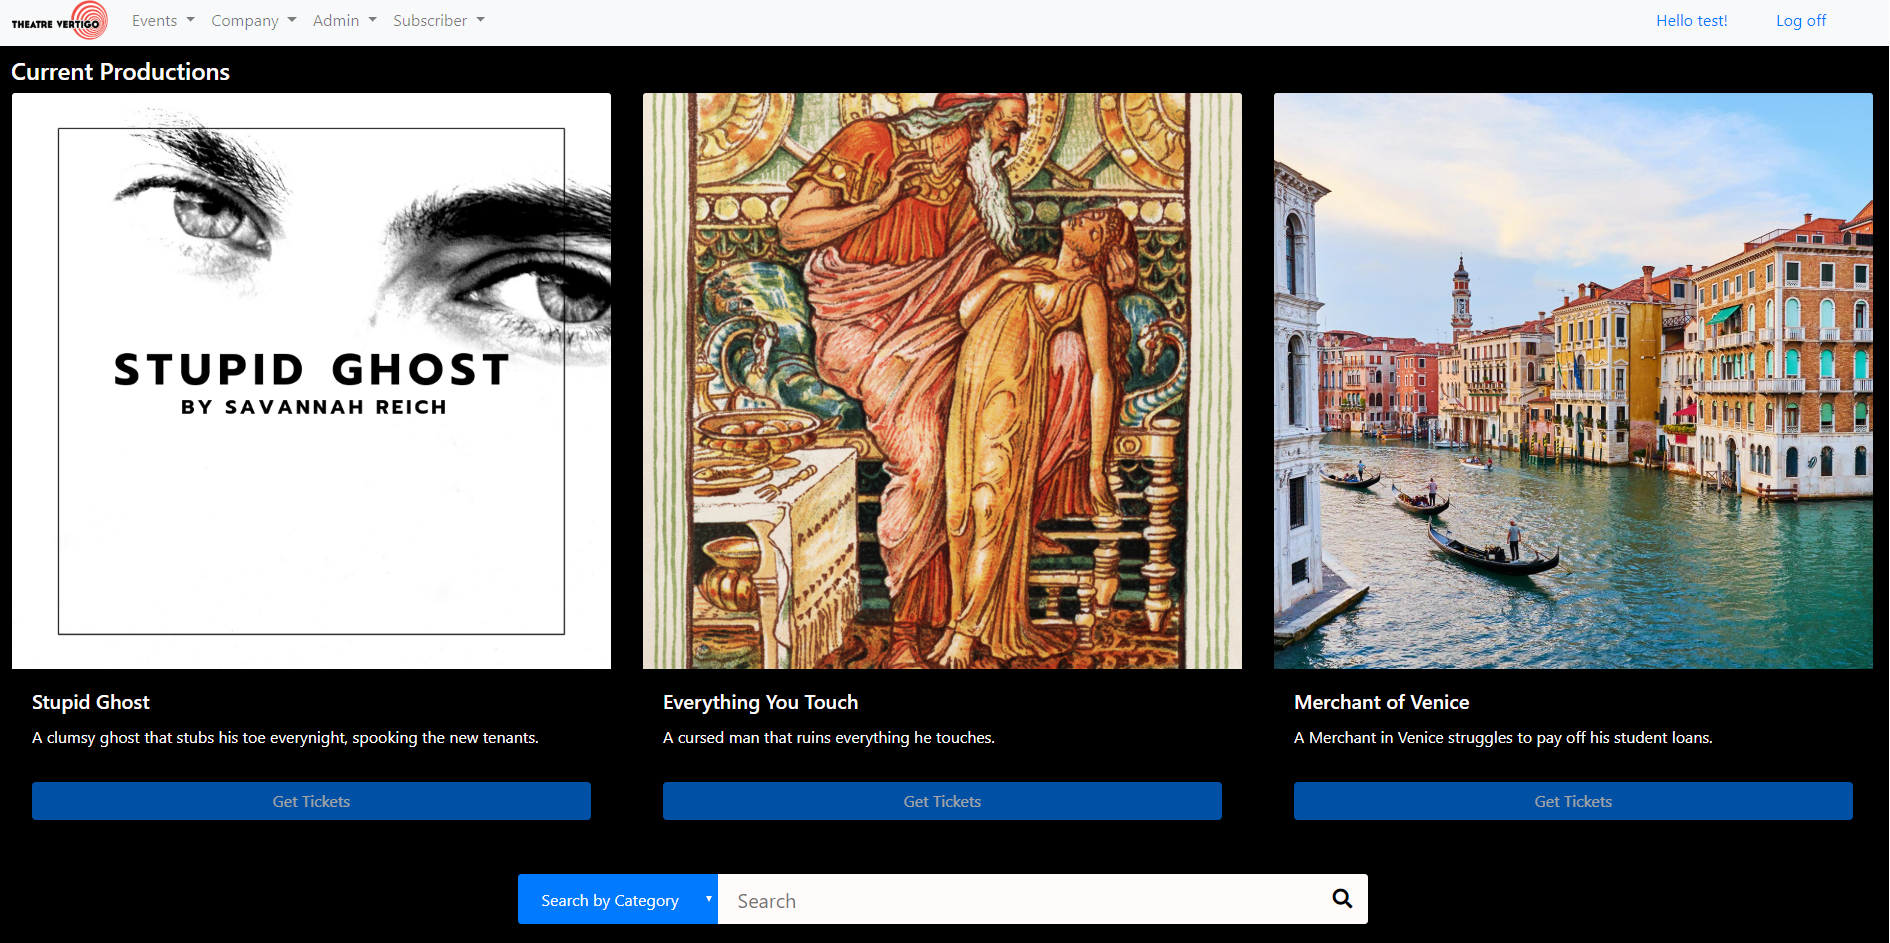 THEATRE VERTIGO
Events Company Admin Subscriber
Hello test! Log off
Current Productions
STUPID GHOST
BY SAVANNAH REICH
Stupid Ghost
A clumsy ghost that stubs his toe everynight, spooking the new tenants.
Get Tickets
Everything You Touch
A cursed man that ruins everything he touches.
Get Tickets
Merchant of Venice
A Merchant in Venice struggles to pay off his student loans.
Get Tickets
Search by Category
Search